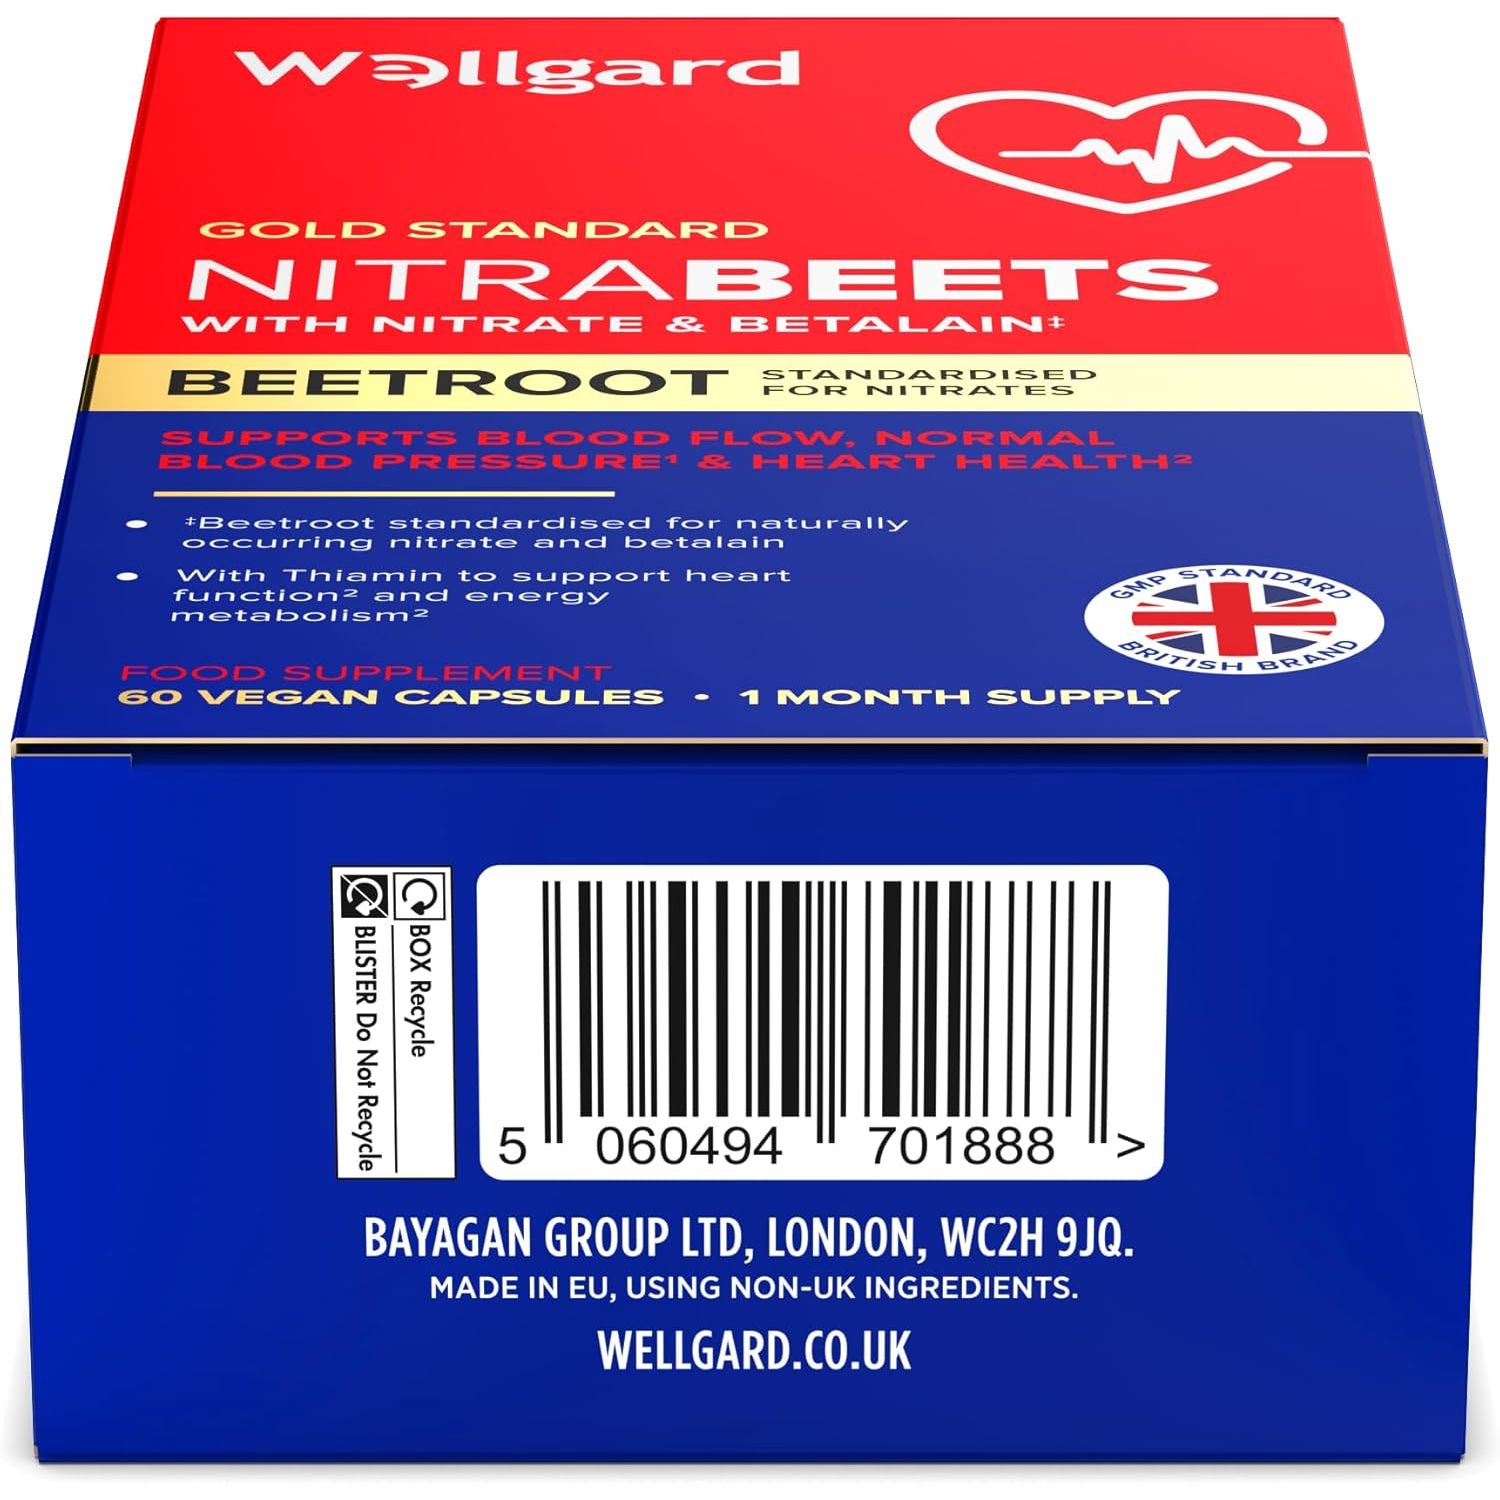 Wellgard
GOLD STANDARD
NITRABEETS
WITH NITRATE & BETALAIN‡
BEETROOT
STANDARDISED
FOR NITRATES
SUPPORTS BLOOD FLOW, NORMAL
BLOOD PRESSURE¹ & HEART HEALTH²
• ‡Beetroot standardised for naturally
occurring nitrate and betalain
• With Thiamin to support heart
function² and energy
metabolism²
GMP STANDARD
BRITISH BRAND
FOOD SUPPLEMENT
60 VEGAN CAPSULES • 1 MONTH SUPPLY
BOX Recycle
BLISTER Do Not Recycle
5 060494 701888 >
BAYAGAN GROUP LTD, LONDON, WC2H 9JQ.
MADE IN EU, USING NON-UK INGREDIENTS.
WELLGARD.CO.UK